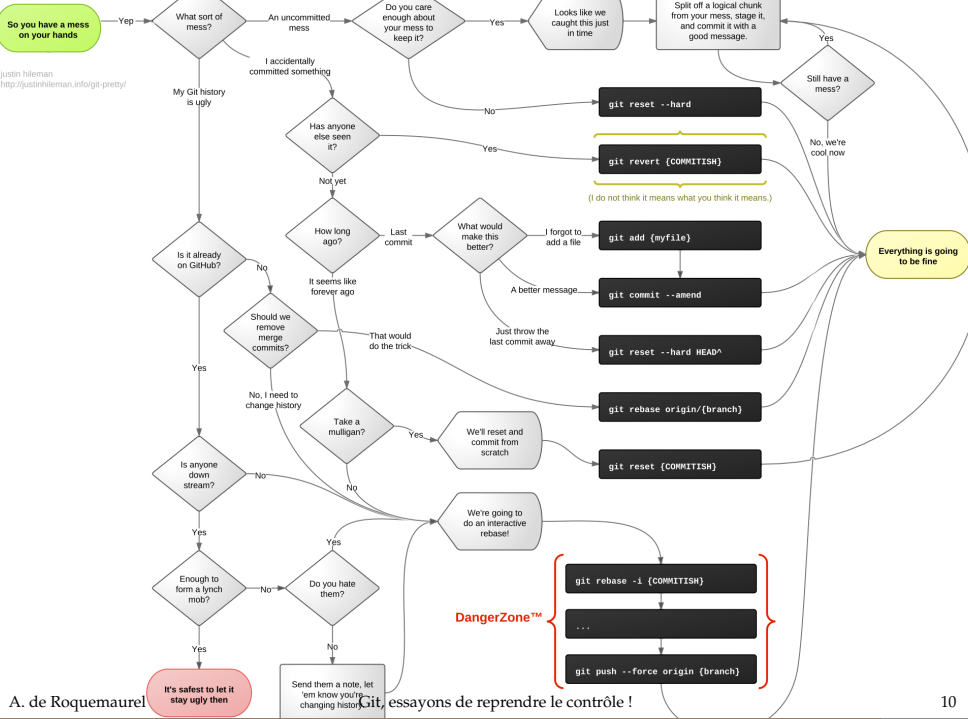 So you have a mess
on your hands
Yep
What sort of
mess?
An uncommitted
mess
Do you care
enough about
your mess to
keep it?
Yes
Looks like we
caught this just
in time
Split off a logical chunk
from your mess, stage it,
and commit it with a
good message.
Yes
Still have a
mess?
No, we're
cool now
justin hileman
http://justinhileman.info/git-pretty/
My Git history
is ugly
I accidentally
committed something
No
git reset --hard
Has anyone
else seen
it?
Yes
git revert {COMMITISH}
(I do not think it means what you think it means.)
Not yet
How long
ago?
Last
commit
What would
make this
better?
I forgot to
add a file
git add {myfile}
Everything is going
to be fine
Is it already
on GitHub?
No
It seems like
forever ago
A better message
git commit --amend
Should we
remove
merge
commits?
That would
do the trick
Just throw the
last commit away
git reset --hard HEAD^
Yes
No, I need to
change history
git rebase origin/{branch}
Take a
mulligan?
Yes
We'll reset and
commit from
scratch
git reset {COMMITISH}
Is anyone
down
stream?
No
No
We're going to
do an interactive
rebase!
Yes
Yes
Enough to
form a lynch
mob?
No
Do you hate
them?
DangerZone™
git rebase -i {COMMITISH}
...
git push --force origin {branch}
Yes
No
It's safest to let it
stay ugly then
Send them a note, let
'em know you're
changing history
A. de Roquemaurel
Git, essayons de reprendre le contrôle !
10